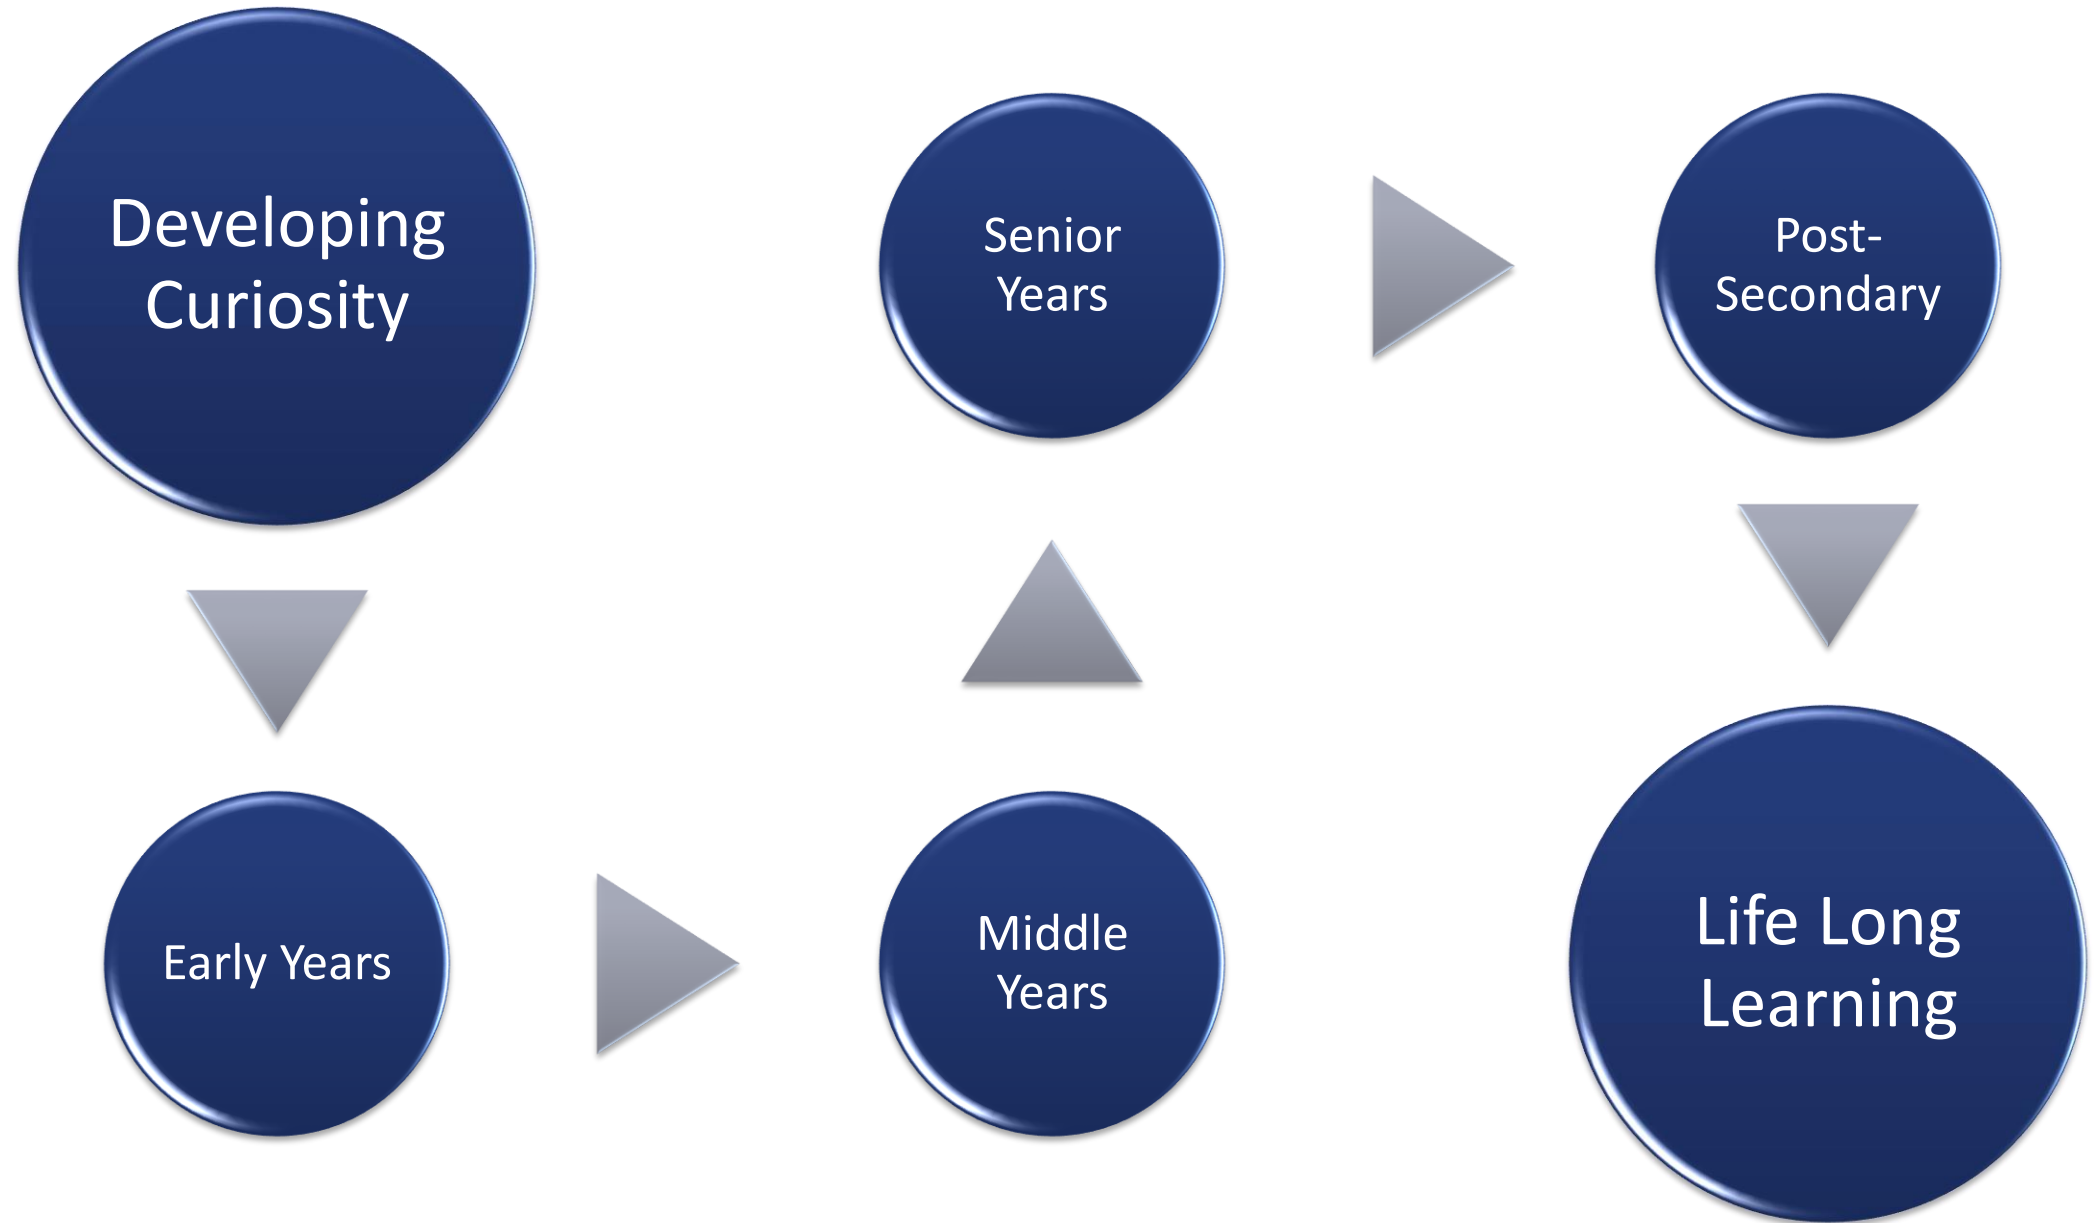 Developing
Curiosity
Early Years
Middle
Years
Senior
Years
Post-
Secondary
Life Long
Learning